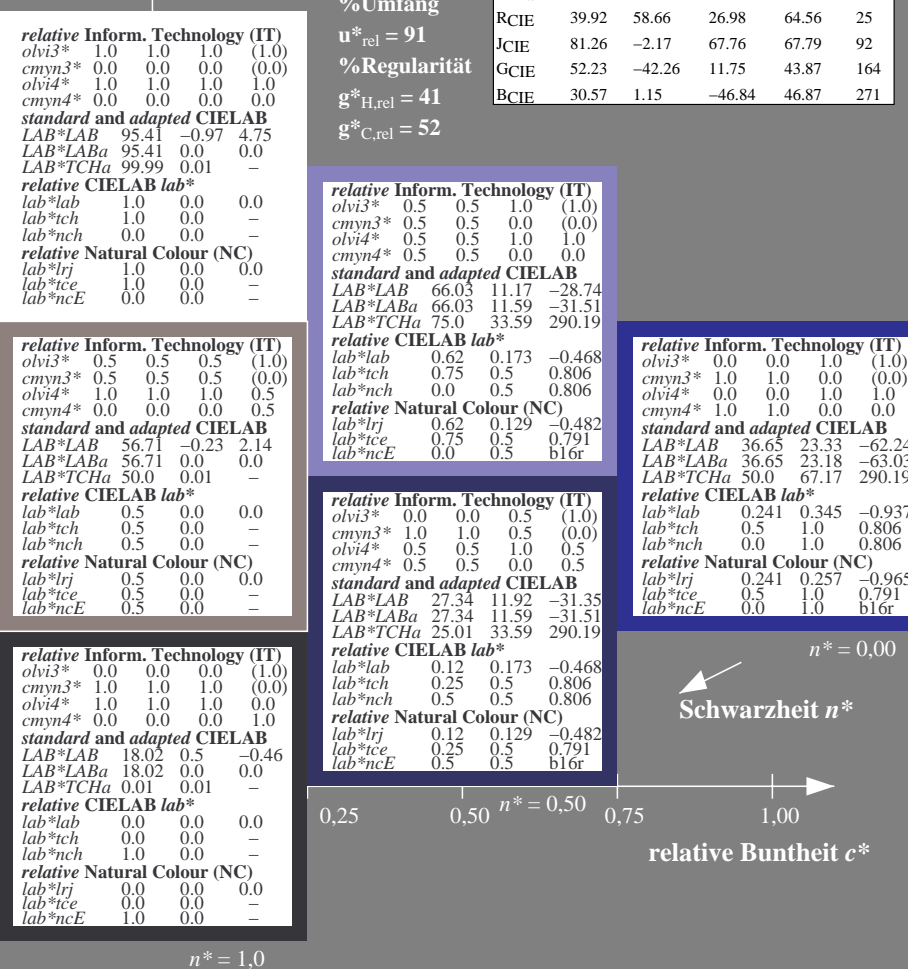 %Umfang
u*rel = 91
%Regularität
g*H,rel = 41
g*C,rel = 52
RCIE 39.92 58.66 26.98 64.56 25
JCIE 81.26 −2.17 67.76 67.79 92
GCIE 52.23 −42.26 11.75 43.87 164
BCIE 30.57 1.15 −46.84 46.87 271
relative Inform. Technology (IT)
olvi3* 1.0 1.0 1.0 (1.0)
cmyn3* 0.0 0.0 0.0 (0.0)
olvi4* 1.0 1.0 1.0 1.0
cmyn4* 0.0 0.0 0.0 0.0
standard and adapted CIELAB
LAB*LAB 95.41 −0.97 4.75
LAB*LABa 95.41 0.0 0.0
LAB*TCHa 99.99 0.01 –
relative CIELAB lab*
lab*lab 1.0 0.0 0.0
lab*tch 1.0 0.0 –
lab*nch 0.0 0.0 –
relative Natural Colour (NC)
lab*lrj 1.0 0.0 0.0
lab*tce 1.0 0.0 –
lab*ncE 0.0 0.0 –
relative Inform. Technology (IT)
olvi3* 0.5 0.5 1.0 (1.0)
cmyn3* 0.5 0.5 0.0 (0.0)
olvi4* 0.5 0.5 1.0 1.0
cmyn4* 0.5 0.5 0.0 0.0
standard and adapted CIELAB
LAB*LAB 66.03 11.17 −28.74
LAB*LABa 66.03 11.59 −31.51
LAB*TCHa 75.0 33.59 290.19
relative CIELAB lab*
lab*lab 0.62 0.173 −0.468
lab*tch 0.75 0.5 0.806
lab*nch 0.0 0.5 0.806
relative Natural Colour (NC)
lab*lrj 0.62 0.129 −0.482
lab*tce 0.75 0.5 0.791
lab*ncE 0.0 0.5 b16r
relative Inform. Technology (IT)
olvi3* 0.5 0.5 0.5 (1.0)
cmyn3* 0.5 0.5 0.5 (0.0)
olvi4* 1.0 1.0 1.0 0.5
cmyn4* 0.0 0.0 0.0 0.5
standard and adapted CIELAB
LAB*LAB 56.71 −0.23 2.14
LAB*LABa 56.71 0.0 0.0
LAB*TCHa 50.0 0.01 –
relative CIELAB lab*
lab*lab 0.5 0.0 0.0
lab*tch 0.5 0.0 –
lab*nch 0.5 0.0 –
relative Natural Colour (NC)
lab*lrj 0.5 0.0 0.0
lab*tce 0.5 0.0 –
lab*ncE 0.5 0.0 –
relative Inform. Technology (IT)
olvi3* 0.0 0.0 1.0 (1.0)
cmyn3* 1.0 1.0 0.0 (0.0)
olvi4* 0.0 0.0 1.0 1.0
cmyn4* 1.0 1.0 0.0 0.0
standard and adapted CIELAB
LAB*LAB 36.65 23.33 −62.24
LAB*LABa 36.65 23.18 −63.03
LAB*TCHa 50.0 67.17 290.19
relative CIELAB lab*
lab*lab 0.241 0.345 −0.937
lab*tch 0.5 1.0 0.806
lab*nch 0.0 1.0 0.806
relative Natural Colour (NC)
lab*lrj 0.241 0.257 −0.965
lab*tce 0.5 1.0 0.791
lab*ncE 0.0 1.0 b16r
relative Inform. Technology (IT)
olvi3* 0.0 0.0 0.5 (1.0)
cmyn3* 1.0 1.0 0.5 (0.0)
olvi4* 0.5 0.5 1.0 0.5
cmyn4* 0.5 0.5 0.0 0.5
standard and adapted CIELAB
LAB*LAB 27.34 11.92 −31.35
LAB*LABa 27.34 11.59 −31.51
LAB*TCHa 25.01 33.59 290.19
relative CIELAB lab*
lab*lab 0.12 0.173 −0.468
lab*tch 0.25 0.5 0.806
lab*nch 0.5 0.5 0.806
relative Natural Colour (NC)
lab*lrj 0.12 0.129 −0.482
lab*tce 0.25 0.5 0.791
lab*ncE 0.5 0.5 b16r
relative Inform. Technology (IT)
olvi3* 0.0 0.0 0.0 (1.0)
cmyn3* 1.0 1.0 1.0 (0.0)
olvi4* 1.0 1.0 1.0 0.0
cmyn4* 0.0 0.0 0.0 1.0
standard and adapted CIELAB
LAB*LAB 18.02 0.5 −0.46
LAB*LABa 18.02 0.0 0.0
LAB*TCHa 0.01 0.01 –
relative CIELAB lab*
lab*lab 0.0 0.0 0.0
lab*tch 0.0 0.0 –
lab*nch 1.0 0.0 –
relative Natural Colour (NC)
lab*lrj 0.0 0.0 0.0
lab*tce 0.0 0.0 –
lab*ncE 1.0 0.0 –
n* = 0,00
Schwarzheit n*
n* = 0,50
0,25 0,50 0,75 1,00
relative Buntheit c*
n* = 1,0